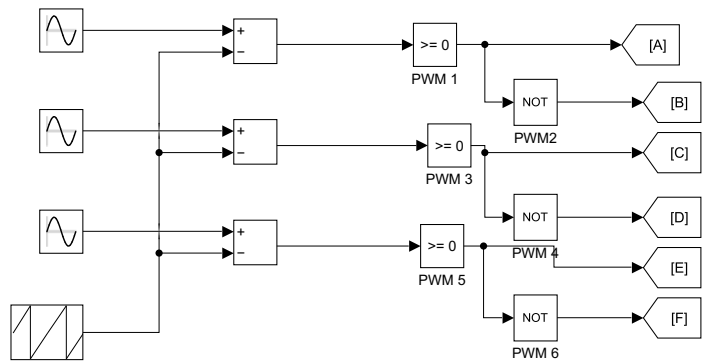 +
−
>= 0
PWM 1
[A]
NOT
PWM2
[B]
+
−
>= 0
PWM 3
[C]
NOT
PWM 4
[D]
+
−
>= 0
PWM 5
[E]
NOT
PWM 6
[F]